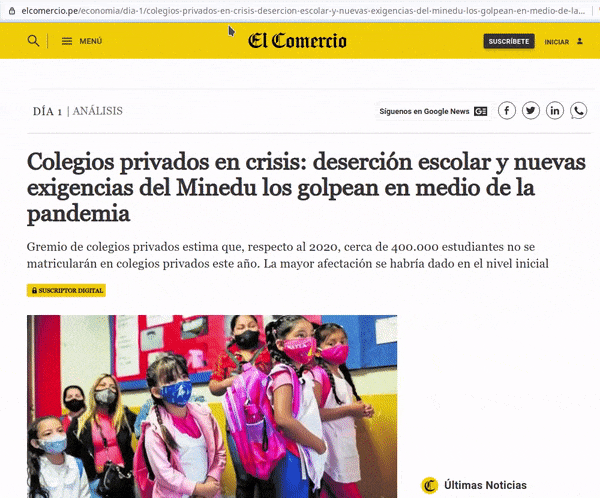 elcomercio.pe/economia/dia-1/colegios-privados-en-crisis-desercion-escolar-y-nuevas-exigencias-del-minedu-los-golpean-en-medio-de-la…
MENÚ
El Comercio
SUSCRÍBETE
INICIAR
DÍA 1 | ANÁLISIS
Síguenos en Google News
Colegios privados en crisis: deserción escolar y nuevas
exigencias del Minedu los golpean en medio de la
pandemia
Gremio de colegios privados estima que, respecto al 2020, cerca de 400.000 estudiantes no se
matricularán en colegios privados este año. La mayor afectación se habría dado en el nivel inicial
SUSCRIPTOR DIGITAL
Últimas Noticias